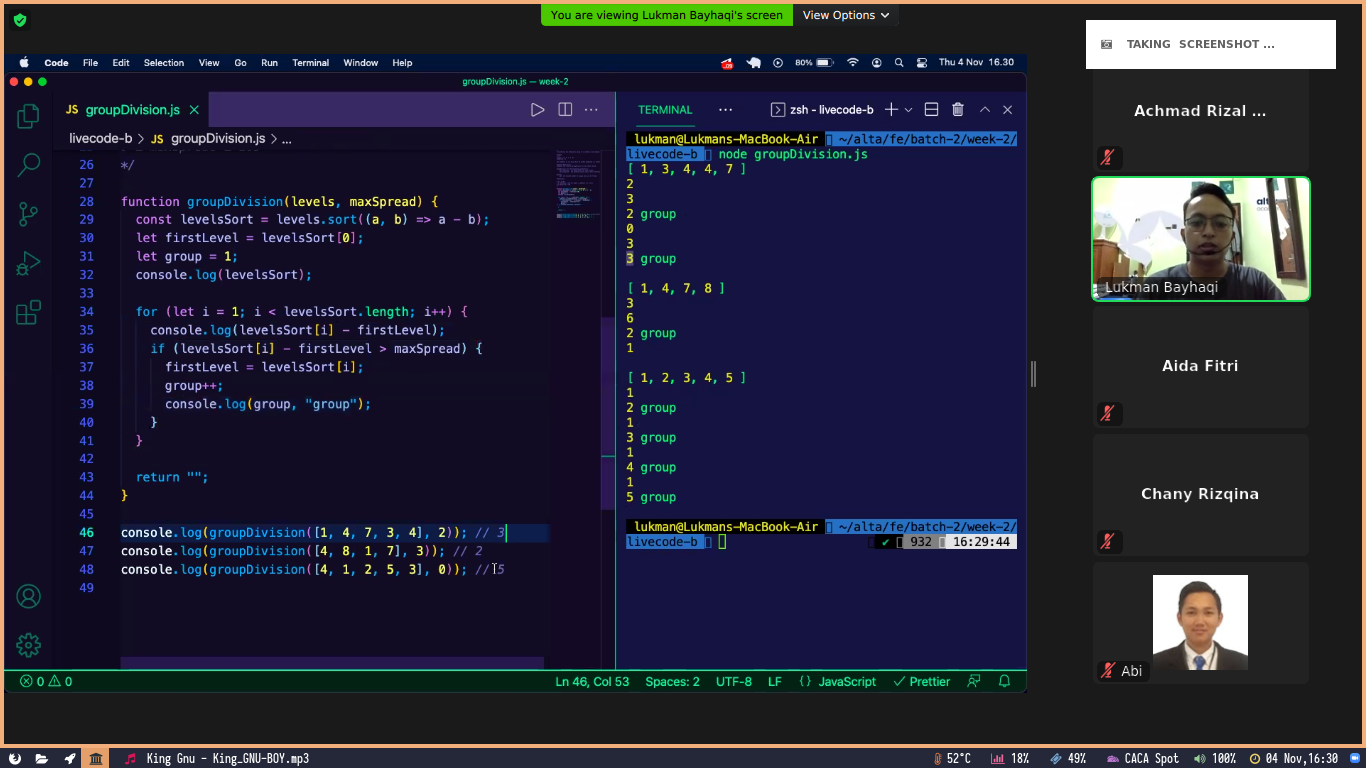 You are viewing Lukman Bayhaqi's screen
View Options
TAKING SCREENSHOT ...
Code File Edit Selection View Go Run Terminal Window Help
80%
Thu 4 Nov 16.30
groupDivision.js — week-2
JS groupDivision.js
livecode-b > JS groupDivision.js > ...
26 */
27
28 function groupDivision(levels, maxSpread) {
29 const levelsSort = levels.sort((a, b) => a - b);
30 let firstLevel = levelsSort[0];
31 let group = 1;
32 console.log(levelsSort);
33
34 for (let i = 1; i < levelsSort.length; i++) {
35 console.log(levelsSort[i] - firstLevel);
36 if (levelsSort[i] - firstLevel > maxSpread) {
37 firstLevel = levelsSort[i];
38 group++;
39 console.log(group, "group");
40 }
41 }
42
43 return "";
44 }
45
46 console.log(groupDivision([1, 4, 7, 3, 4], 2)); // 3
47 console.log(groupDivision([4, 8, 1, 7], 3)); // 2
48 console.log(groupDivision([4, 1, 2, 5, 3], 0)); // 5
49
TERMINAL ... zsh - livecode-b
lukman@Lukmans-MacBook-Air ~/alta/fe/batch-2/week-2/
livecode-b node groupDivision.js
[ 1, 3, 4, 4, 7 ]
2
3
2 group
0
3
3 group
[ 1, 4, 7, 8 ]
3
6
2 group
1
[ 1, 2, 3, 4, 5 ]
1
2 group
1
3 group
1
4 group
1
5 group
lukman@Lukmans-MacBook-Air ~/alta/fe/batch-2/week-2/
livecode-b ✔ 932 16:29:44
0 0
Ln 46, Col 53 Spaces: 2 UTF-8 LF {} JavaScript Prettier
Achmad Rizal ...
Lukman Bayhaqi
Aida Fitri
Chany Rizqina
Abi
King Gnu - King_GNU-BOY.mp3
52°C 18% 49% CACA Spot 100% 04 Nov,16:30